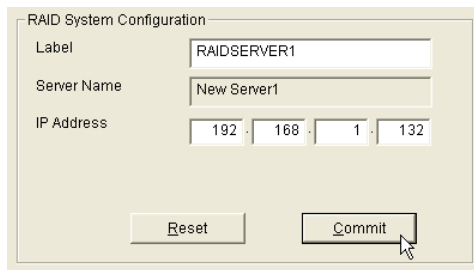 RAID System Configuration
Label RAIDSERVER1
Server Name New Server1
IP Address 192 . 168 . 1 . 132
Reset Commit